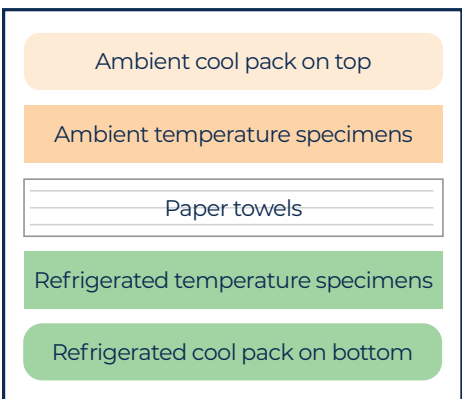 Ambient cool pack on top
Ambient temperature specimens
Paper towels
Refrigerated temperature specimens
Refrigerated cool pack on bottom